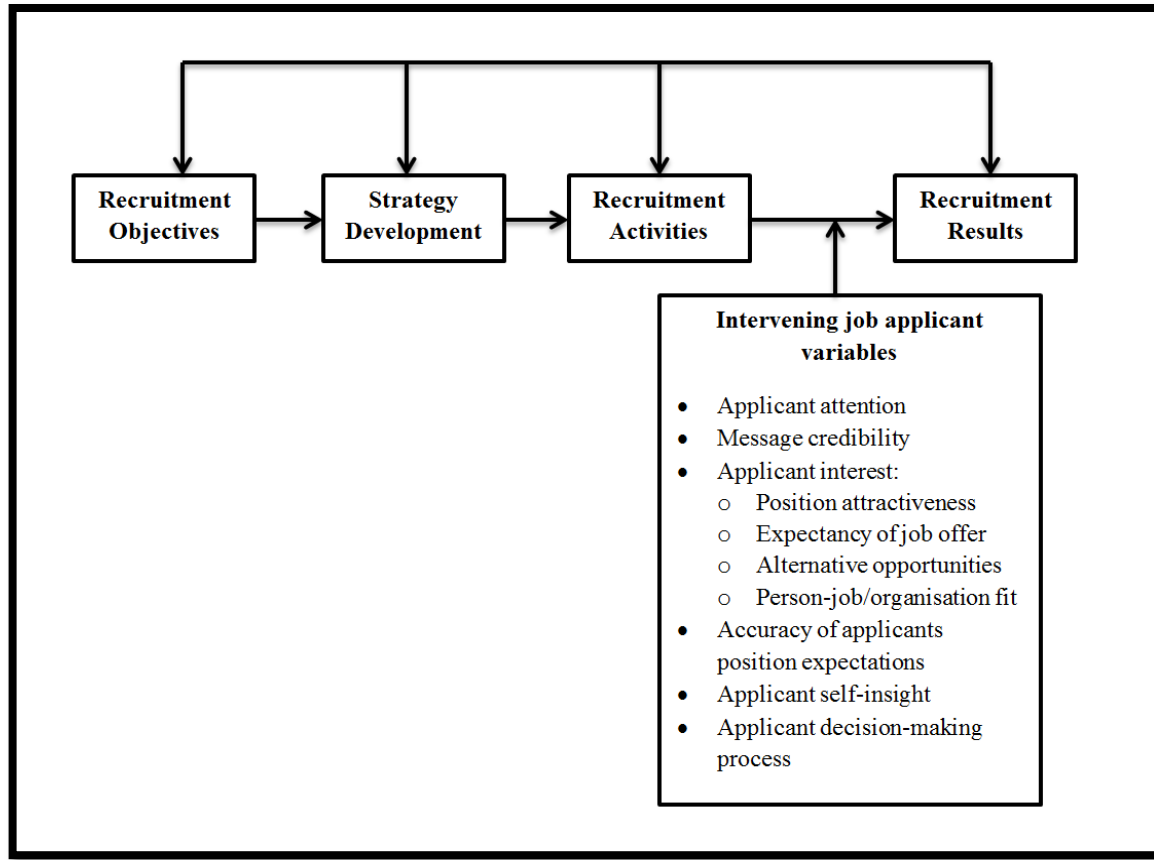 Recruitment
Objectives
Strategy
Development
Recruitment
Activities
Recruitment
Results
Intervening job applicant
variables
• Applicant attention
• Message credibility
• Applicant interest:
o Position attractiveness
o Expectancy of job offer
o Alternative opportunities
o Person-job/organisation fit
• Accuracy of applicants
position expectations
• Applicant self-insight
• Applicant decision-making
process